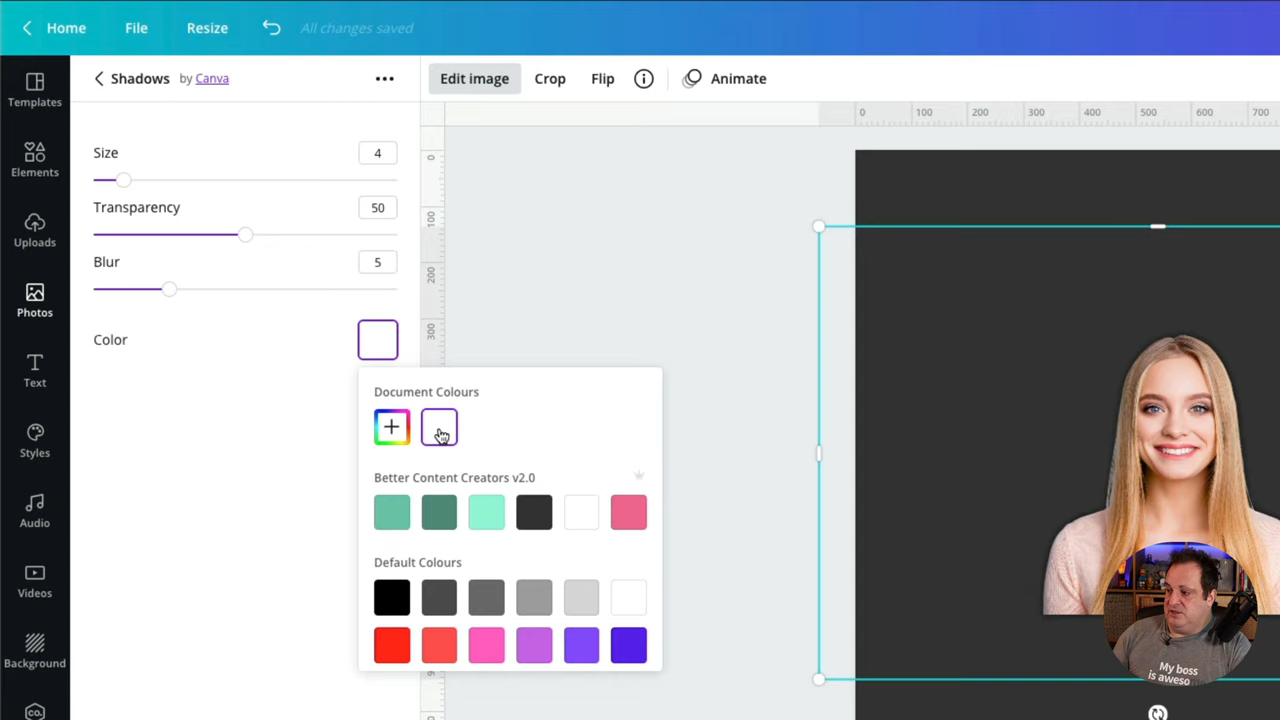 Home File Resize All changes saved
Templates
Elements
Uploads
Photos
Text
Styles
Audio
Videos
Background
Shadows by Canva
Edit image Crop Flip Animate
Size 4
Transparency 50
Blur 5
Color
Document Colours
Better Content Creators v2.0
Default Colours
0 100 200 300 400 500 600 700
0
100
200
300
My boss
is aweso